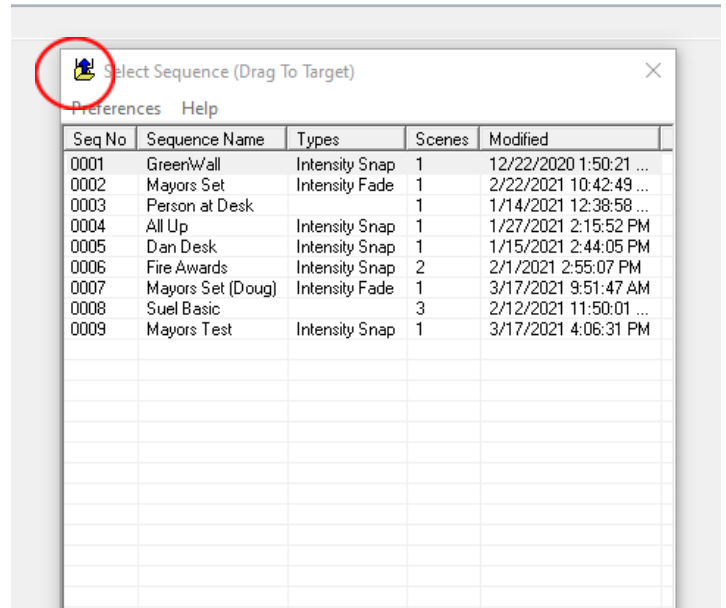 Select Sequence (Drag To Target)
Preferences Help
Seq No Sequence Name Types Scenes Modified
0001 GreenWall Intensity Snap 1 12/22/2020 1:50:21 ...
0002 Mayors Set Intensity Fade 1 2/22/2021 10:42:49 ...
0003 Person at Desk 1 1/14/2021 12:38:58 ...
0004 All Up Intensity Snap 1 1/27/2021 2:15:52 PM
0005 Dan Desk Intensity Snap 1 1/15/2021 2:44:05 PM
0006 Fire Awards Intensity Snap 2 2/1/2021 2:55:07 PM
0007 Mayors Set (Doug) Intensity Fade 1 3/17/2021 9:51:47 AM
0008 Suel Basic 3 2/12/2021 11:50:01 ...
0009 Mayors Test Intensity Snap 1 3/17/2021 4:06:31 PM